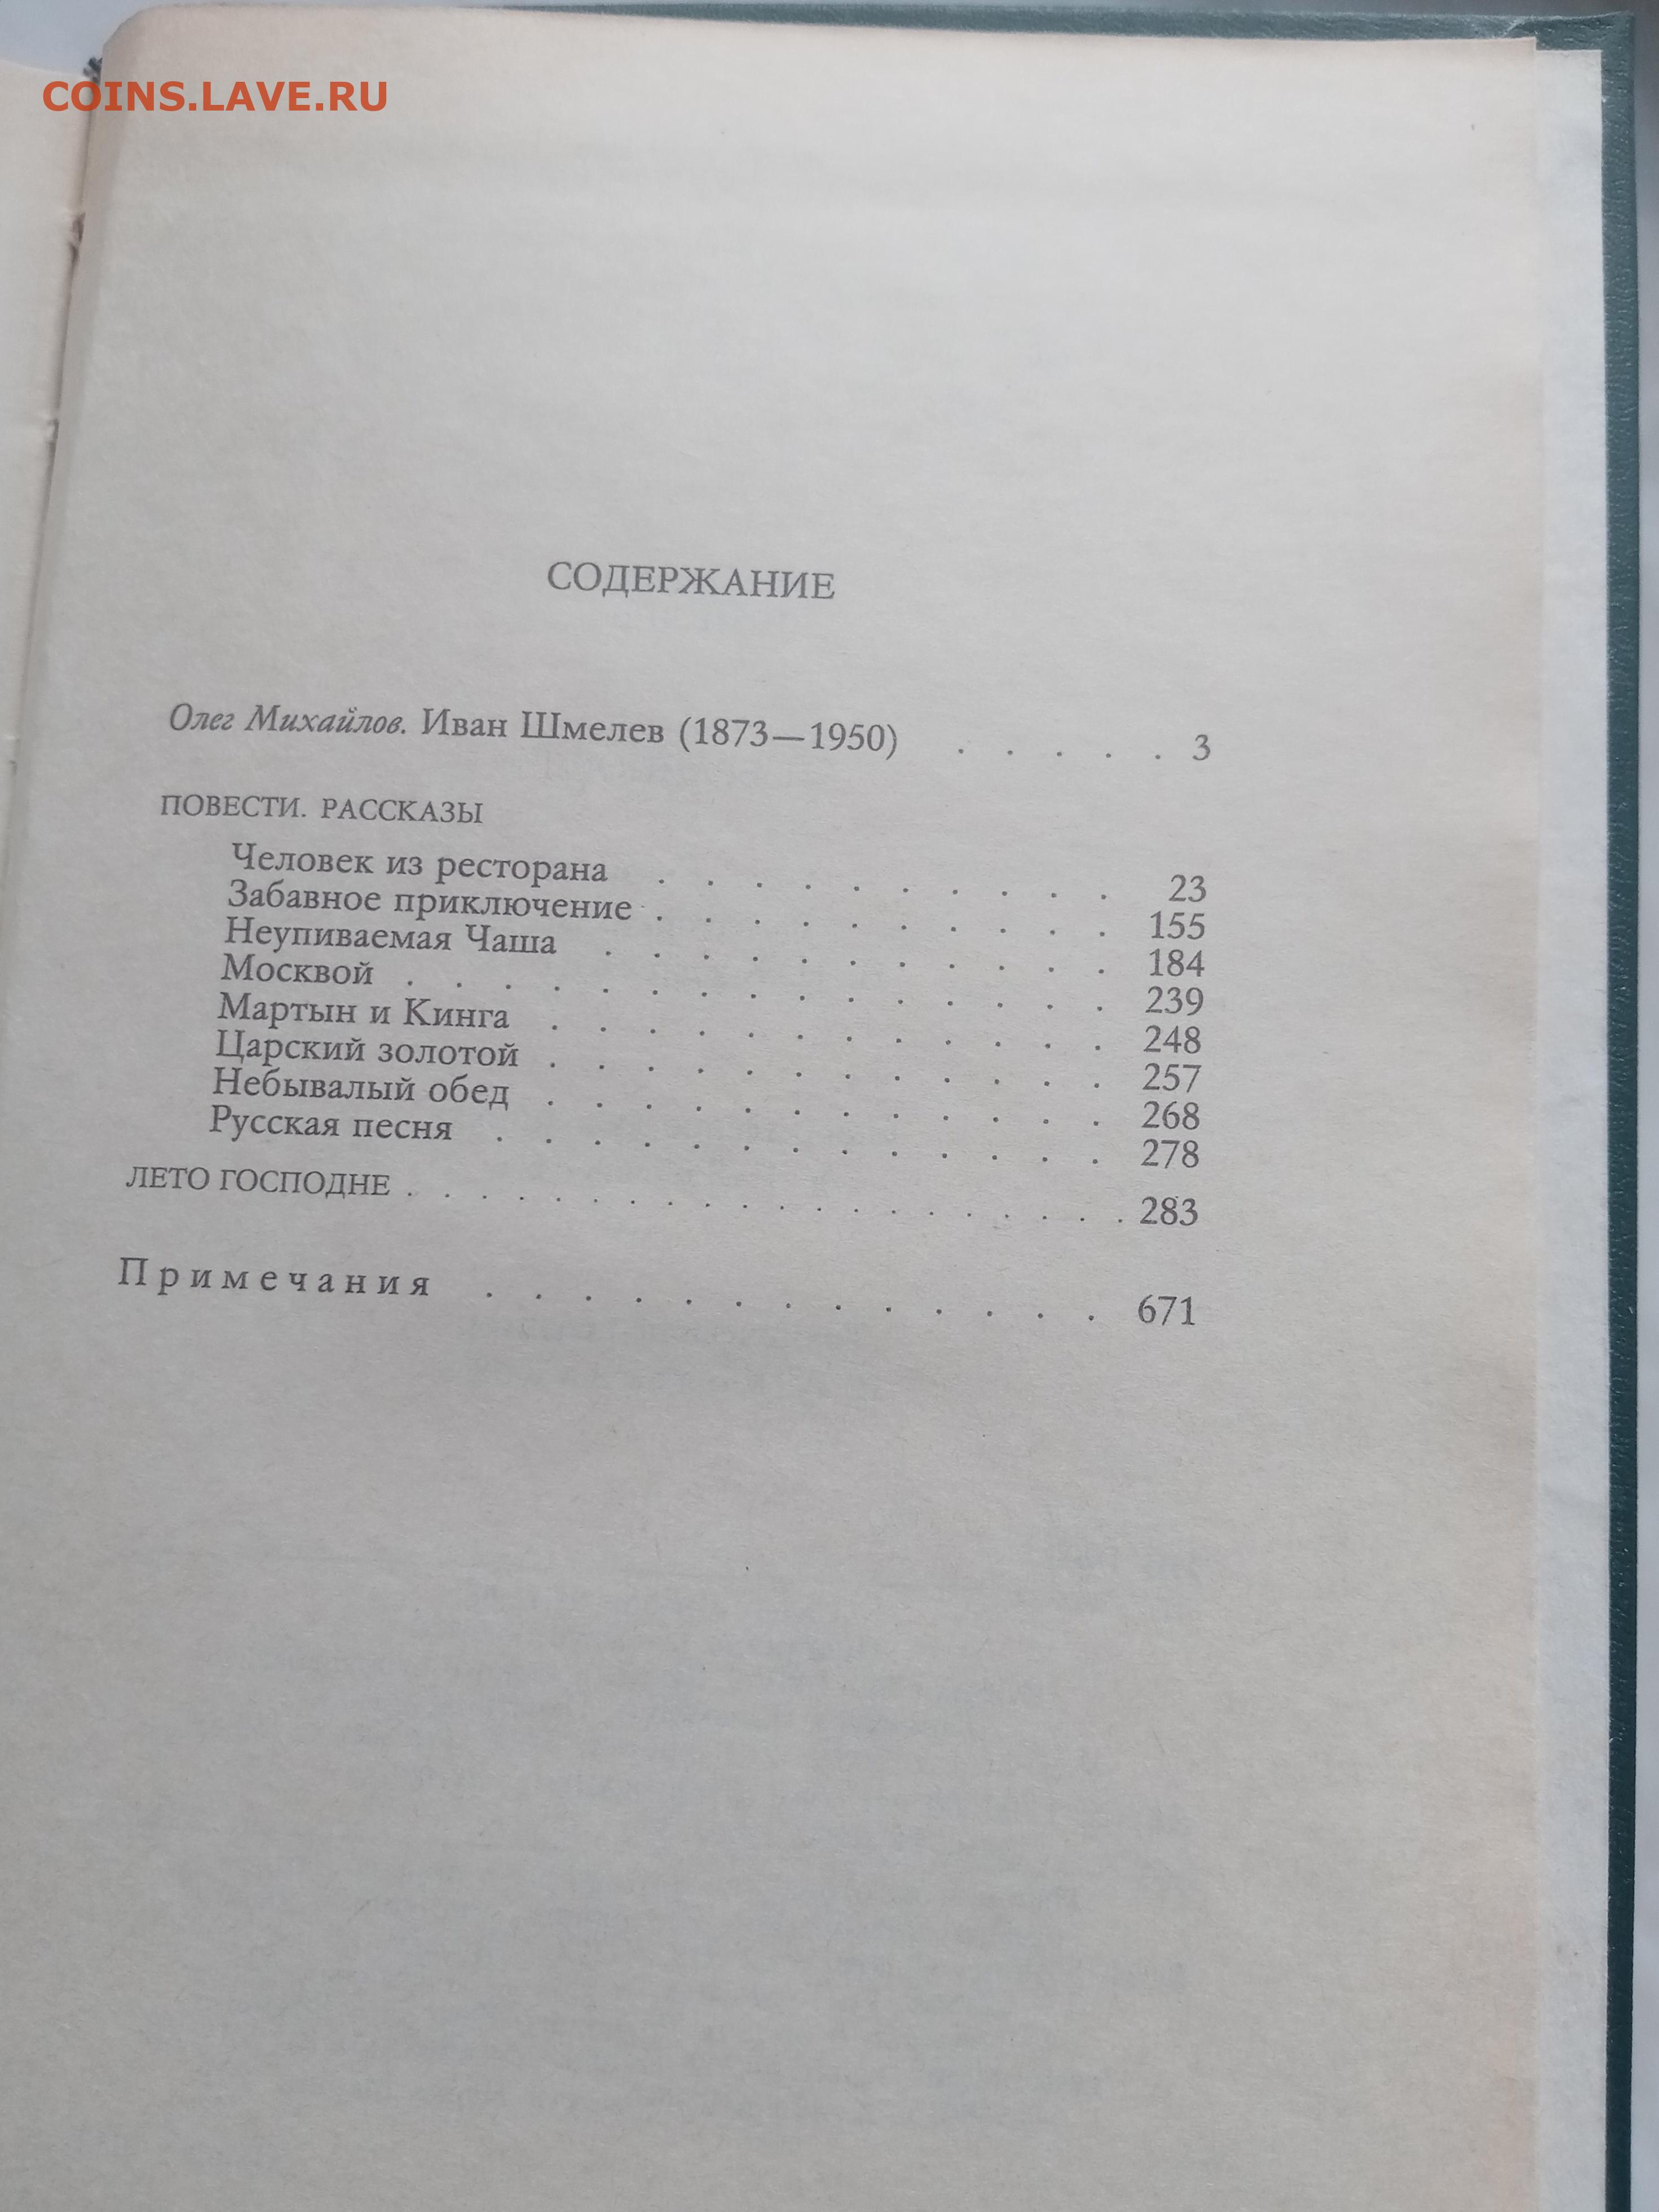 COINS.LAVE.RU
СОДЕРЖАНИЕ
Олег Михайлов. Иван Шмелев (1873—1950) . . . . . 3
ПОВЕСТИ. РАССКАЗЫ
Человек из ресторана . . . . . . . . . . 23
Забавное приключение . . . . . . . . . . 155
Неупиваемая Чаша . . . . . . . . . . . 184
Москвой . . . . . . . . . . . . . . . 239
Мартын и Кинга . . . . . . . . . . . . 248
Царский золотой . . . . . . . . . . . . 257
Небывалый обед . . . . . . . . . . . . 268
Русская песня . . . . . . . . . . . . . 278
ЛЕТО ГОСПОДНЕ . . . . . . . . . . . . . . . . . . . . 283
Примечания . . . . . . . . . . . . . 671